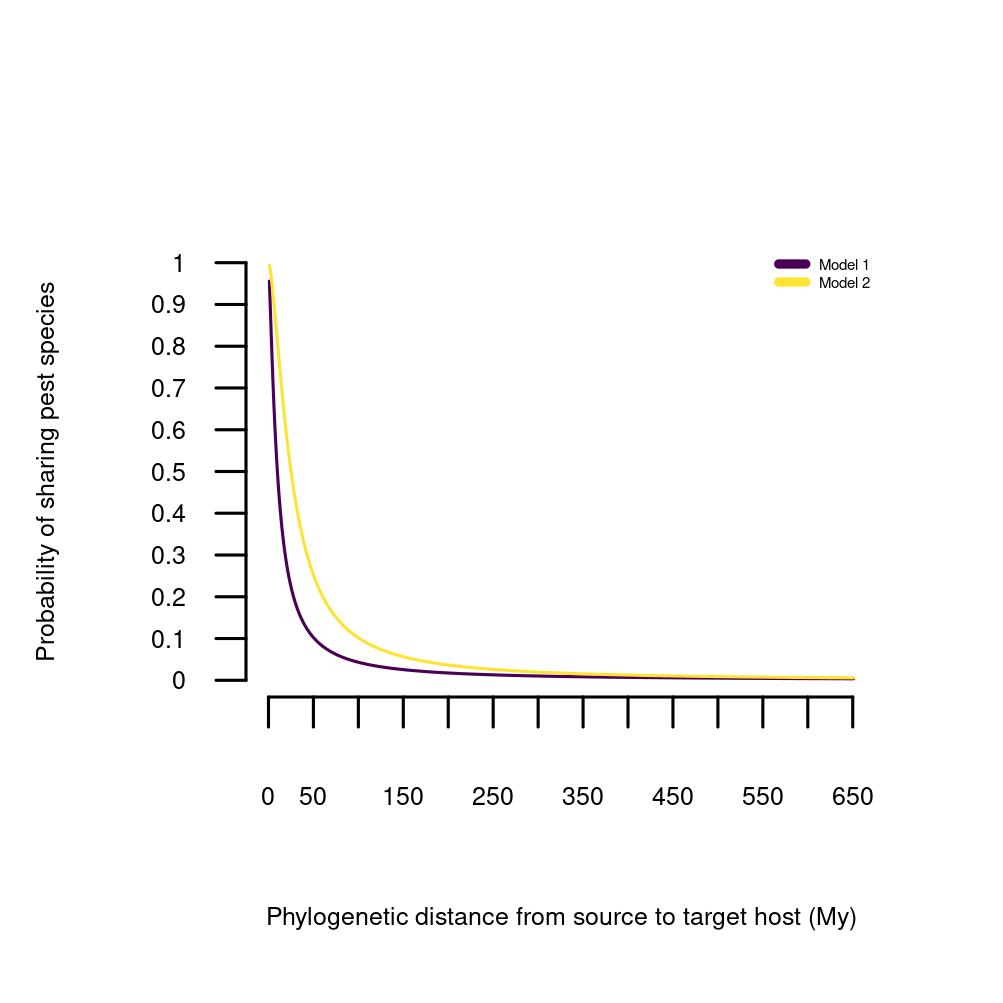 Model 1
Model 2
Probability of sharing pest species
1
0.9
0.8
0.7
0.6
0.5
0.4
0.3
0.2
0.1
0
0 50 150 250 350 450 550 650
Phylogenetic distance from source to target host (My)